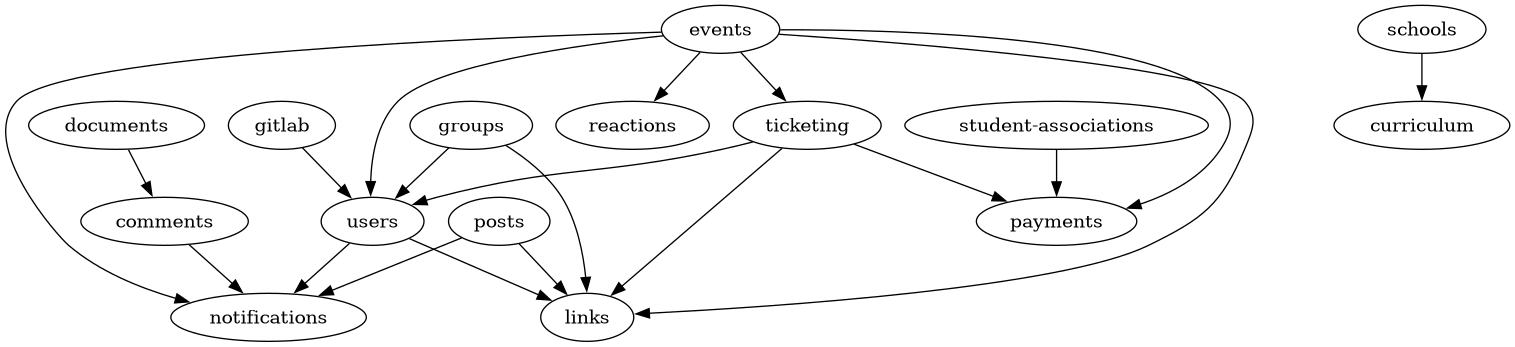 events
schools
documents
gitlab
groups
reactions
ticketing
student-associations
curriculum
comments
users
posts
payments
notifications
links